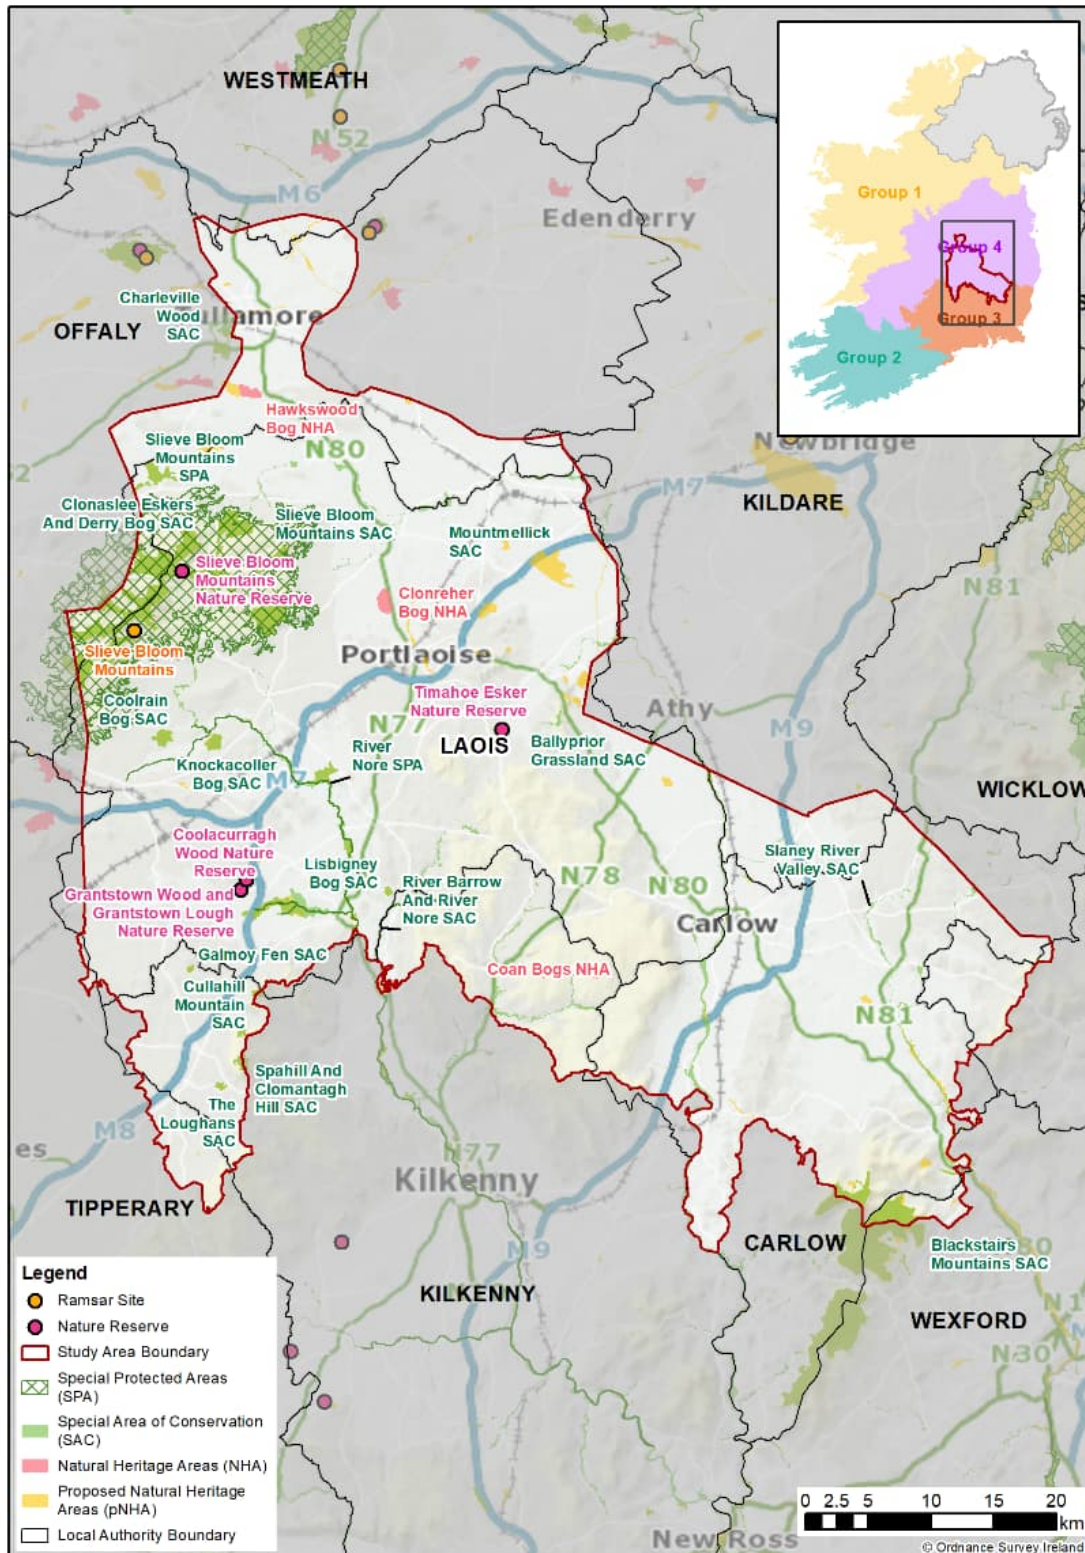 WESTMEATH
N 52
M6
Edenderry
Group 1
Group 4
Group 3
Group 2
Charleville
Wood
SAC
Tullamore
OFFALY
Hawkswood
Bog NHA
N80
Newbridge
M7
KILDARE
Slieve Bloom
Mountains
SPA
Clonaslee Eskers
And Derry Bog SAC
Slieve Bloom
Mountains SAC
Mountmellick
SAC
N81
Slieve Bloom
Mountains
Nature Reserve
Clonreher
Bog NHA
Slieve Bloom
Mountains
Portlaoise
Coolrain
Bog SAC
Timahoe Esker
Nature Reserve
Athy
N77
M9
LAOIS
Ballyprior
Grassland SAC
River
Nore SPA
Knockacoller
Bog SAC
M7
WICKLOW
Coolacurragh
Wood Nature
Reserve
Grantstown Wood and
Grantstown Lough
Nature Reserve
Lisbigney
Bog SAC
River Barrow
And River
Nore SAC
N78
N80
Slaney River
Valley SAC
Carlow
Galmoy Fen SAC
Coan Bogs NHA
Cullahill
Mountain
SAC
N81
Spahill And
Clomantagh
Hill SAC
The
Loughans
SAC
M8
es
N77
Kilkenny
TIPPERARY
M9
CARLOW
Blackstairs
Mountains SAC
80
KILKENNY
WEXFORD
N1
N30
New Ross
Legend
Ramsar Site
Nature Reserve
Study Area Boundary
Special Protected Areas
(SPA)
Special Area of Conservation
(SAC)
Natural Heritage Areas (NHA)
Proposed Natural Heritage
Areas (pNHA)
Local Authority Boundary
0 2.5 5 10 15 20
km
© Ordnance Survey Ireland